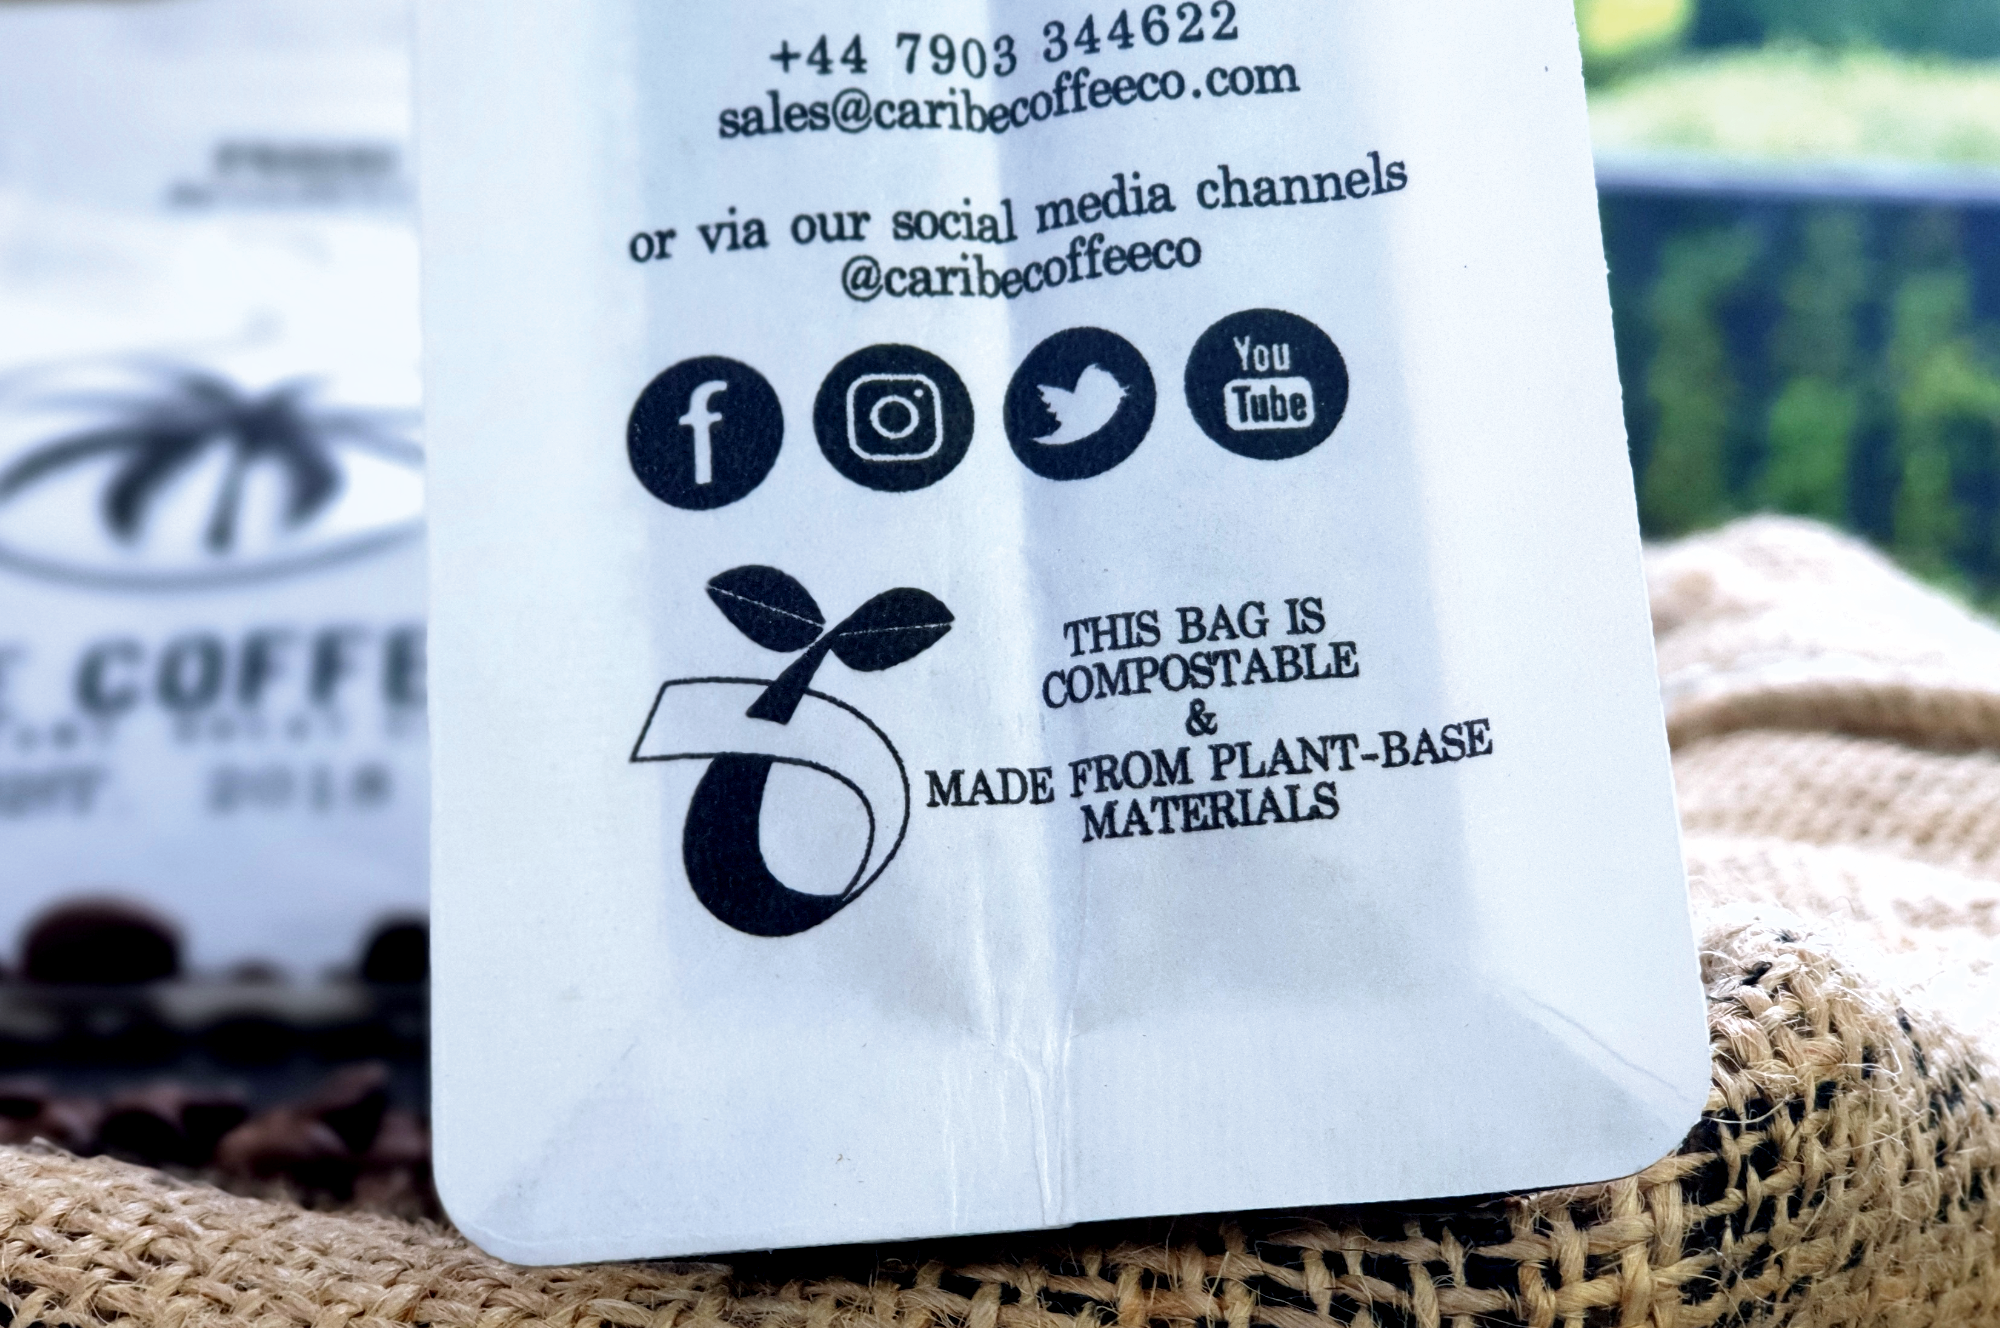 +44 7903 344622
sales@caribecoffeeco.com
or via our social media channels
@caribecoffeeco
You
Tube
THIS BAG IS
COMPOSTABLE
&
MADE FROM PLANT-BASE
MATERIALS
COFFE
2018